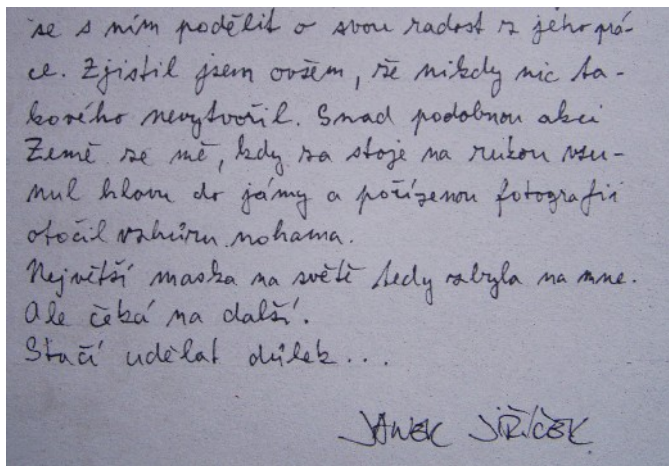 se s ním podělit o svou radost z jeho prá-
ce. Zjistil jsem ovšem, že nikdy nic ta-
kového nevytvořil. Snad podobnou akci
Země ze mě, kdy za stoje na rukou vsu-
nul hlavu do jámy a pořízenou fotografii
otočil vzhůru nohama.
Největší maska na světě tedy zbyla na mne.
Ale čeká na další.
Stačí udělat důlek...
JANEK JIŘÍČEK